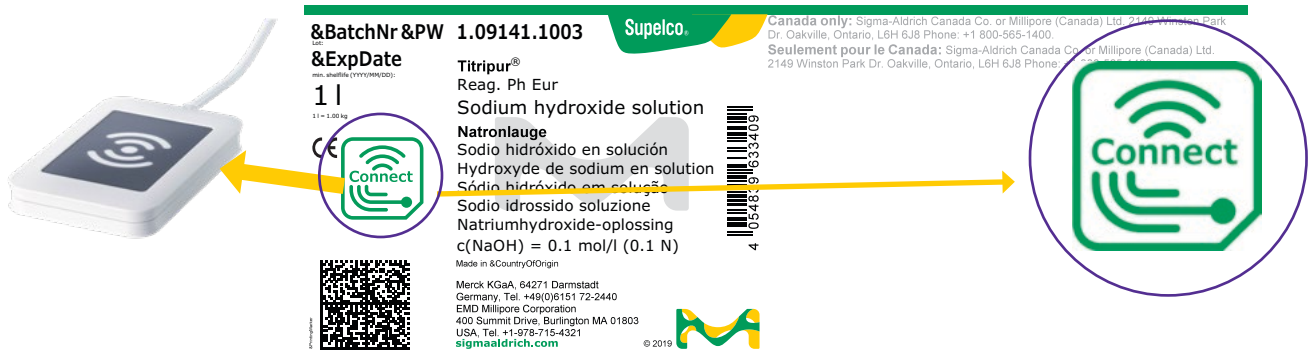 &BatchNr &PW
Lot:
&ExpDate
min. shelflife (YYYY/MM/DD):
1 l
1 l = 1.00 kg
CE
Connect
&PrintingMarker
1.09141.1003
Supelco®
Titripur®
Reag. Ph Eur
Sodium hydroxide solution
Natronlauge
Sodio hidróxido en solución
Hydroxyde de sodium en solution
Sódio hidróxido em solução
Sodio idrossido soluzione
Natriumhydroxide-oplossing
c(NaOH) = 0.1 mol/l (0.1 N)
Made in &CountryOfOrigin
Merck KGaA, 64271 Darmstadt
Germany, Tel. +49(0)6151 72-2440
EMD Millipore Corporation
400 Summit Drive, Burlington MA 01803
USA, Tel. +1-978-715-4321
sigmaaldrich.com
© 2019
4 054839 633409
Canada only: Sigma-Aldrich Canada Co. or Millipore (Canada) Ltd. 2149 Winston Park
Dr. Oakville, Ontario, L6H 6J8 Phone: +1 800-565-1400.
Seulement pour le Canada: Sigma-Aldrich Canada Co. or Millipore (Canada) Ltd.
2149 Winston Park Dr. Oakville, Ontario, L6H 6J8 Phone:
Connect